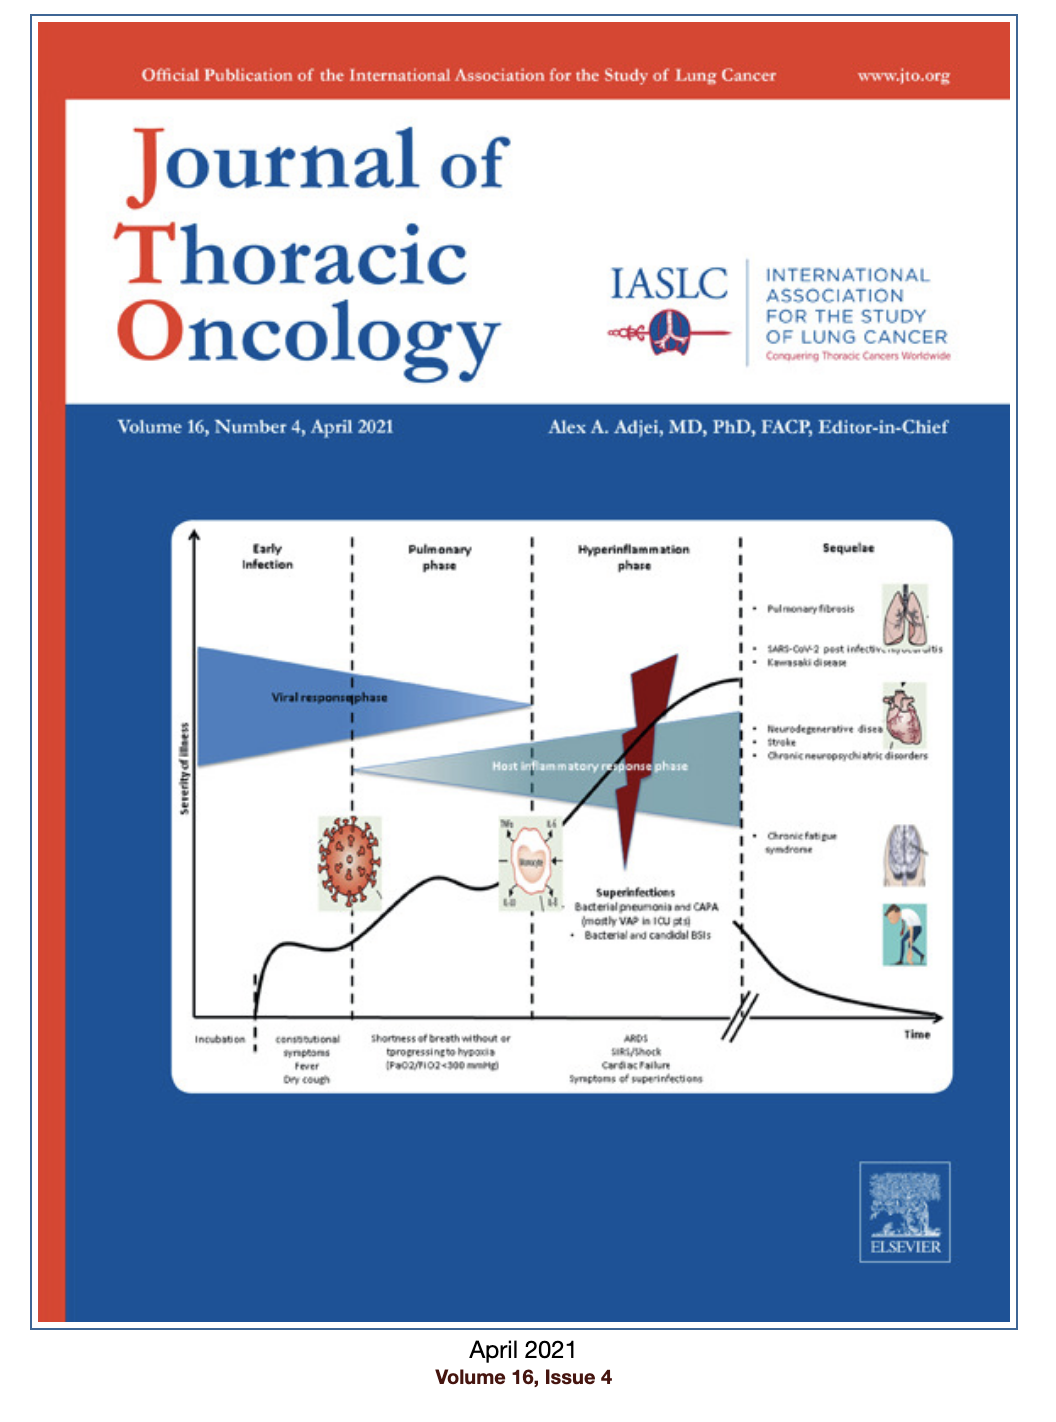 Official Publication of the International Association for the Study of Lung Cancer
www.jto.org
Journal of
Thoracic
Oncology
IASLC
INTERNATIONAL
ASSOCIATION
FOR THE STUDY
OF LUNG CANCER
Conquering Thoracic Cancers Worldwide
Volume 16, Number 4, April 2021
Alex A. Adjei, MD, PhD, FACP, Editor-in-Chief
Early
Infection
Pulmonary
phase
Hyperinflammation
phase
Sequelae
• Pulmonary fibrosis
• SARS-CoV-2 post infective
• Kawasaki disease
Viral response phase
• Neurodegenerative disea
• Stroke
• Chronic neuropsychiatric disorders
Host inflammatory response phase
Severity of illness
TNFα
IL-6
Monocyte
IL-10
IL-8
• Chronic fatigue
symdrome
Superinfections
Bacterial pneumonia and CAPA
(mostly VAP in ICU pts)
• Bacterial and candidal BSIs
Time
Incubation
constitutional
symptoms
Fever
Dry cough
Shortness of breath without or
tprogressing to hypoxia
(PaO2/FiO2<300 mmHg)
ARDS
SIRS/Shock
Cardiac Failure
Symptoms of superinfections
ELSEVIER
April 2021
Volume 16, Issue 4